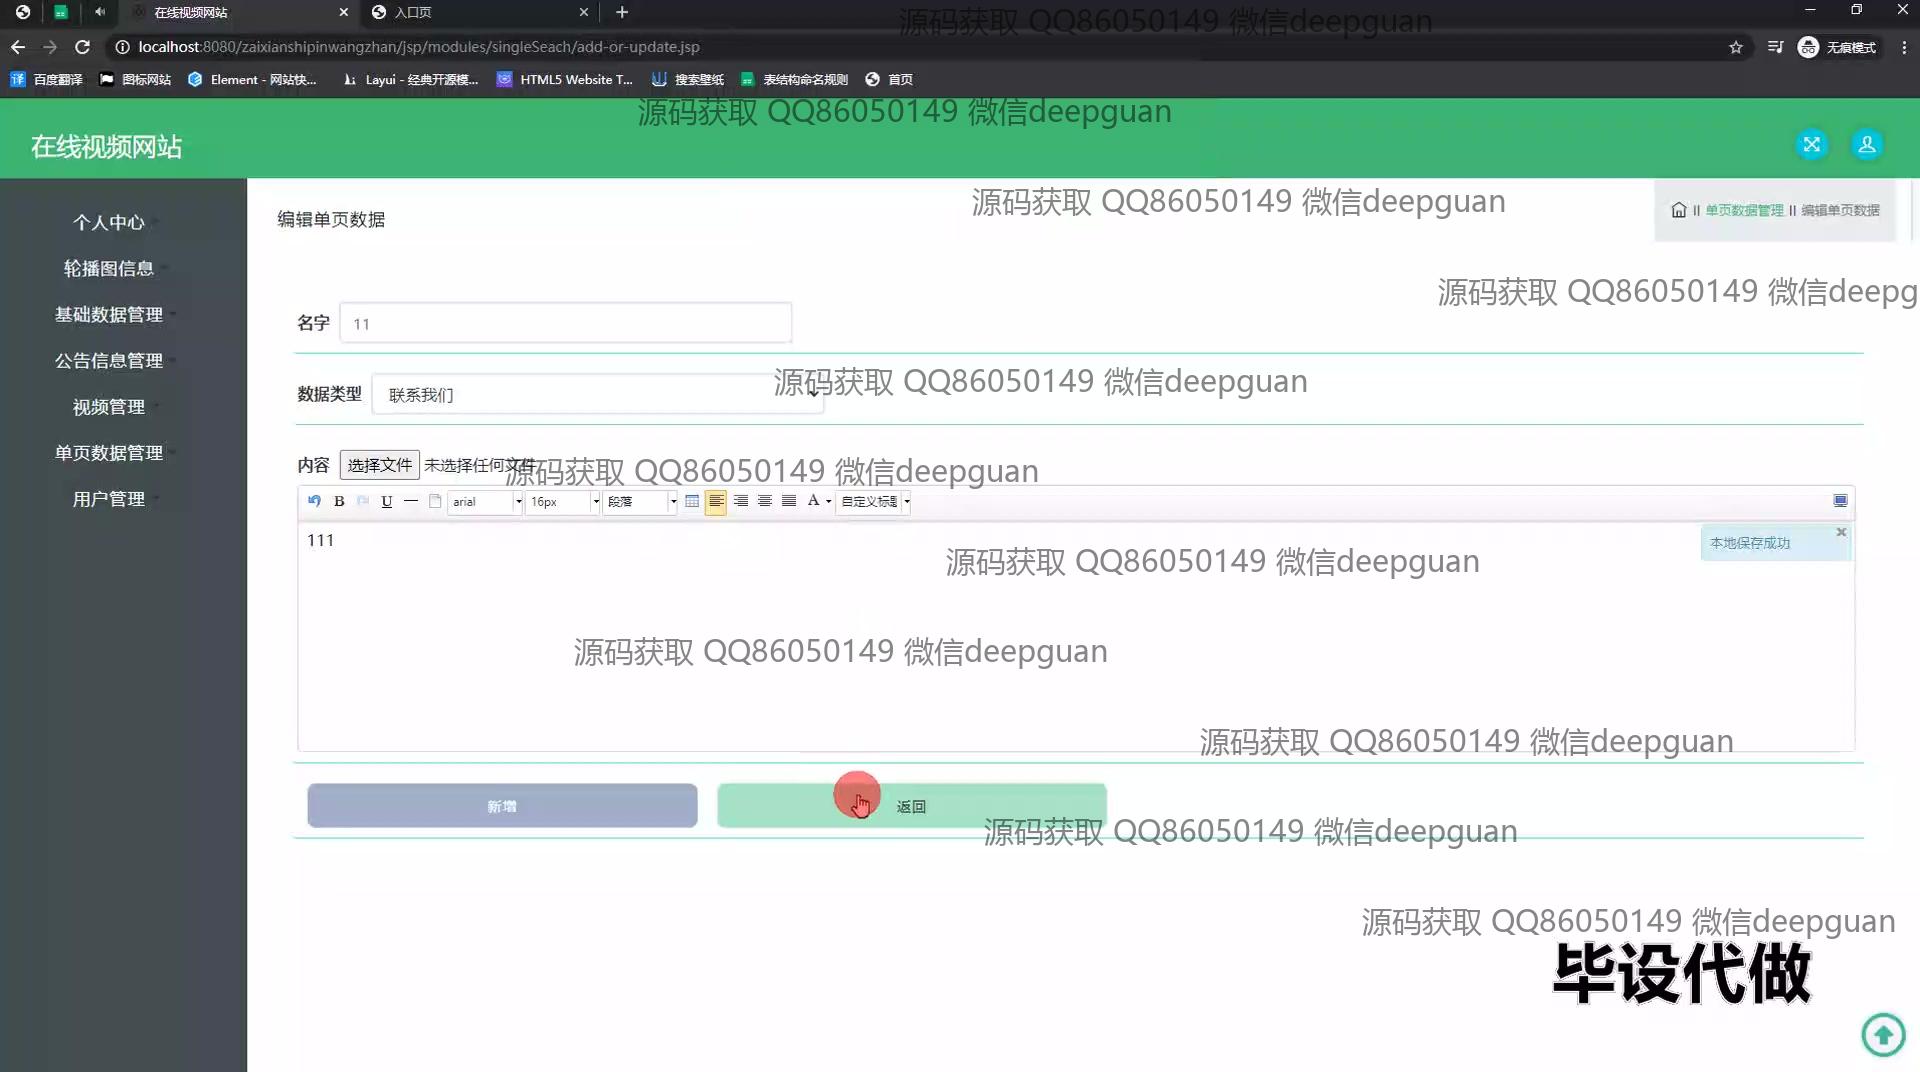 在线视频网站
入口页
源码获取 QQ86050149 微信deepguan
localhost:8080/zaixianshipinwangzhan/jsp/modules/singleSeach/add-or-update.jsp
无痕模式
百度翻译
图标网站
Element - 网站快...
Layui - 经典开源模...
HTML5 Website T...
搜索壁纸
表结构命名规则
首页
源码获取 QQ86050149 微信deepguan
在线视频网站
个人中心
轮播图信息
基础数据管理
公告信息管理
视频管理
单页数据管理
用户管理
源码获取 QQ86050149 微信deepguan
编辑单页数据
II 单页数据管理 II 编辑单页数据
源码获取 QQ86050149 微信deepg
名字 11
源码获取 QQ86050149 微信deepguan
数据类型 联系我们
内容 选择文件 未选择任何文件
源码获取 QQ86050149 微信deepguan
B U arial 16px 段落 A 自定义标题
111
本地保存成功
源码获取 QQ86050149 微信deepguan
源码获取 QQ86050149 微信deepguan
源码获取 QQ86050149 微信deepguan
新增
返回
源码获取 QQ86050149 微信deepguan
源码获取 QQ86050149 微信deepguan
毕设代做